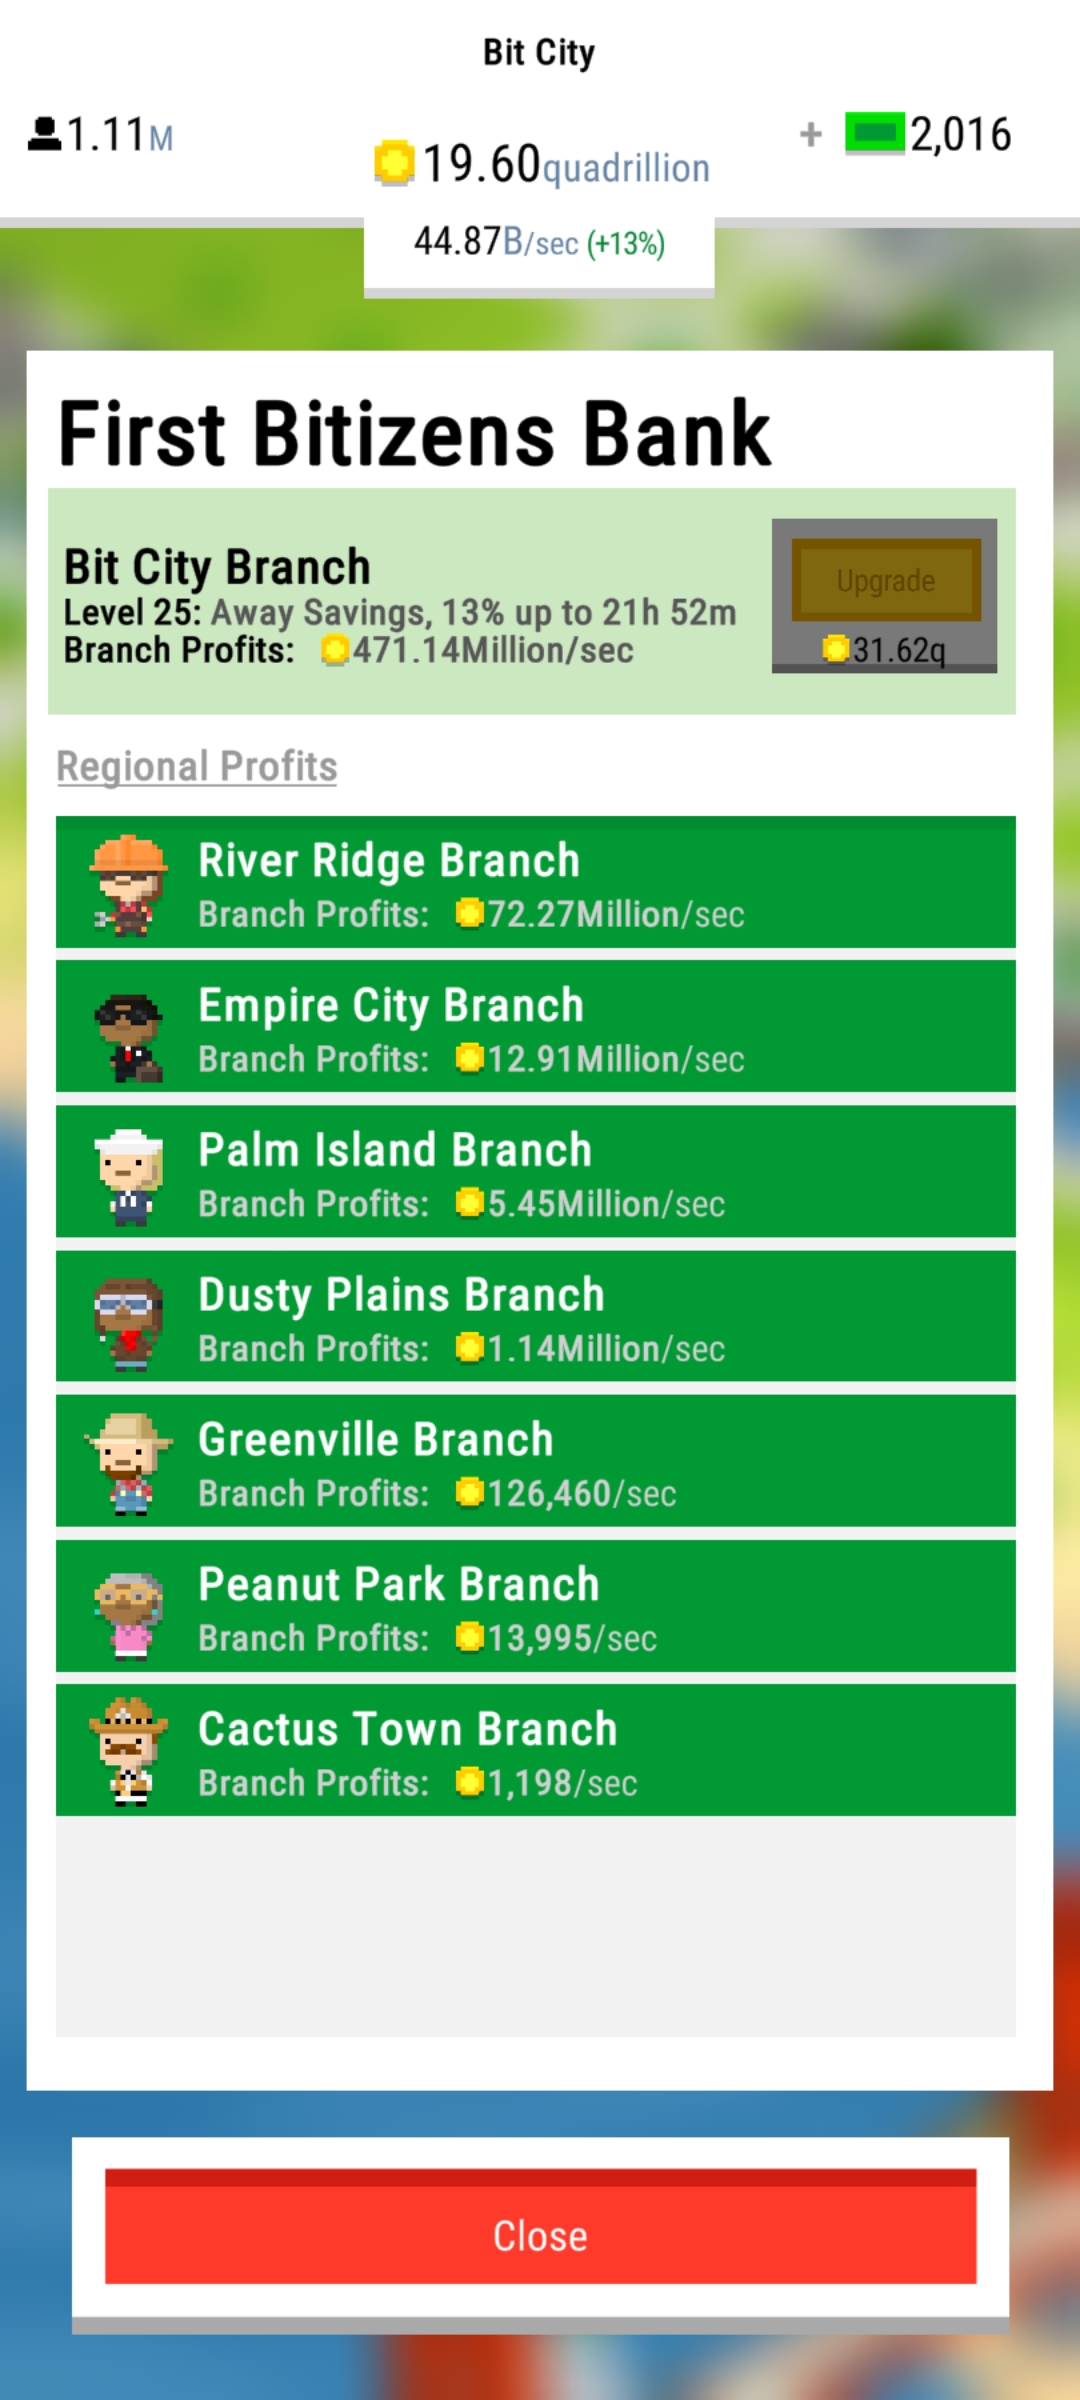 Bit City
1.11M
19.60quadrillion
+ 2,016
44.87B/sec (+13%)
First Bitizens Bank
Bit City Branch
Level 25: Away Savings, 13% up to 21h 52m
Branch Profits: 471.14Million/sec
Upgrade
31.62q
Regional Profits
River Ridge Branch
Branch Profits: 72.27Million/sec
Empire City Branch
Branch Profits: 12.91Million/sec
Palm Island Branch
Branch Profits: 5.45Million/sec
Dusty Plains Branch
Branch Profits: 1.14Million/sec
Greenville Branch
Branch Profits: 126,460/sec
Peanut Park Branch
Branch Profits: 13,995/sec
Cactus Town Branch
Branch Profits: 1,198/sec
Close